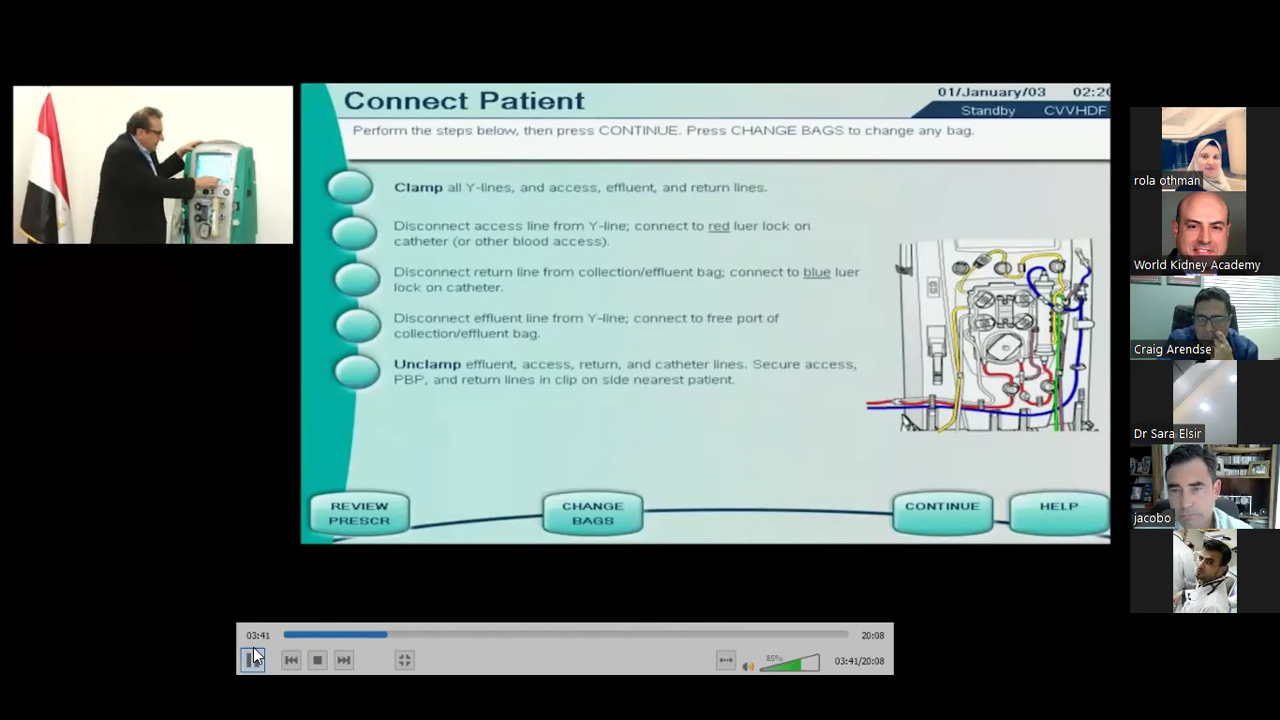 Connect Patient
01/January/03 02:20
Standby CVVHDF
Perform the steps below, then press CONTINUE. Press CHANGE BAGS to change any bag.
Clamp all Y-lines, and access, effluent, and return lines.
Disconnect access line from Y-line; connect to red luer lock on
catheter (or other blood access).
Disconnect return line from collection/effluent bag; connect to blue luer
lock on catheter.
Disconnect effluent line from Y-line; connect to free port of
collection/effluent bag.
Unclamp effluent, access, return, and catheter lines. Secure access,
PBP, and return lines in clip on side nearest patient.
REVIEW
PRESCR
CHANGE
BAGS
CONTINUE
HELP
rola othman
World Kidney Academy
Craig Arendse
Dr Sara Elsir
jacobo
03:41
20:08
85%
03:41/20:08